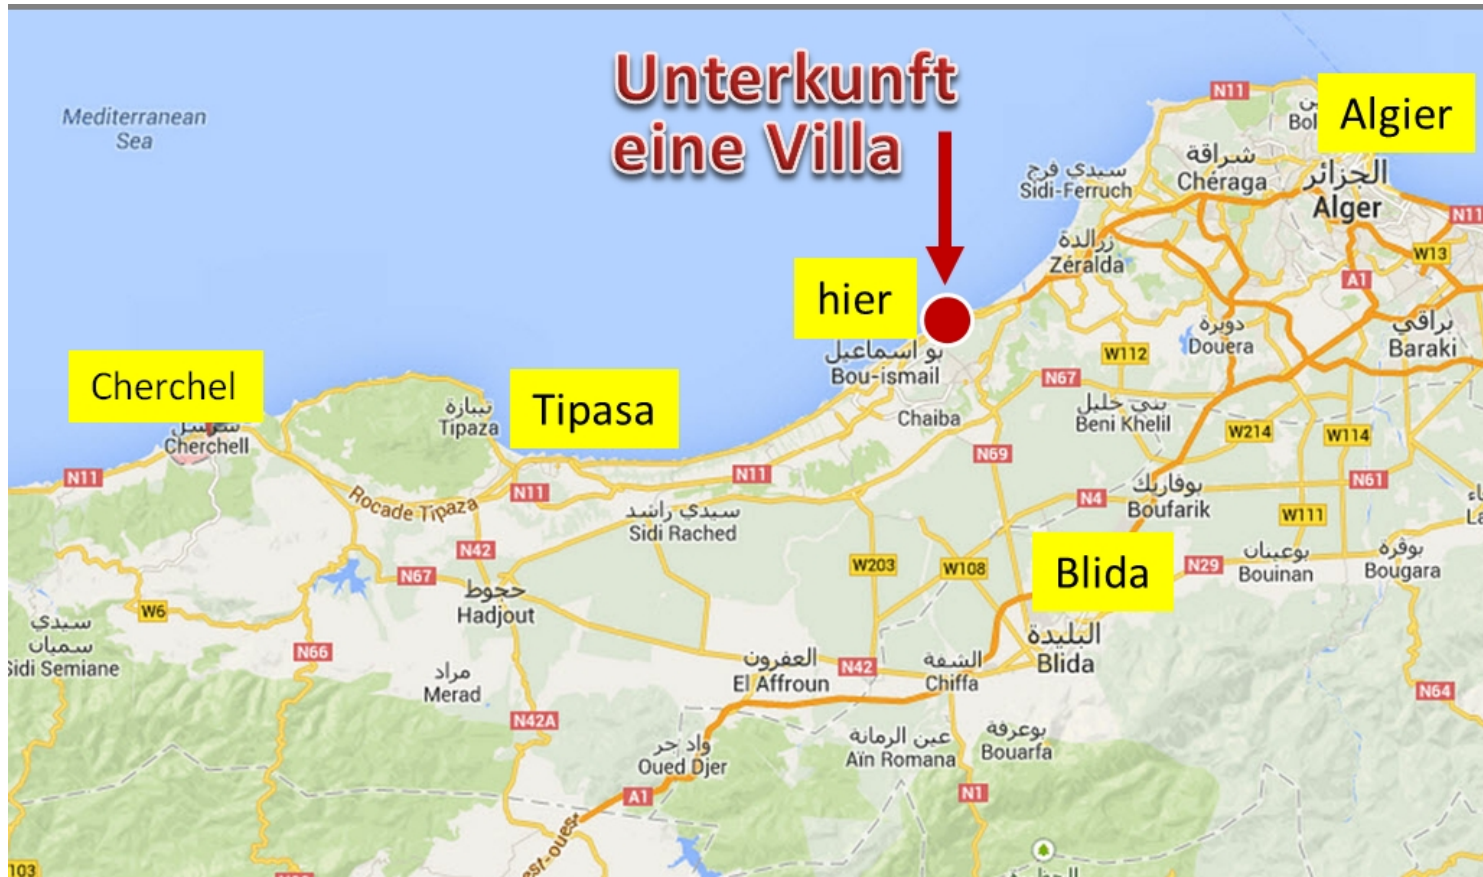 Unterkunft
eine Villa
Mediterranean
Sea
N11
Algier
شراقة
Chéraga
الجزائر
Alger
سيدي فرج
Sidi-Ferruch
N11
زرالدة
Zéralda
W13
A1
hier
دويرة
Douera
براقي
Baraki
بو اسماعيل
Bou-ismail
W112
N67
Cherchel
Tipasa
تيبازة
Tipaza
Chaiba
بني خليل
Beni Khelil
W214
W114
Cherchell
N11
Rocade Tipaza
N11
N11
N69
N61
N4
بوفاريك
Boufarik
W111
سيدي راشد
Sidi Rached
N42
N67
W203
W108
Blida
N29
بوعينان
Bouinan
بوقرة
Bougara
حجوط
Hadjout
W6
سيدي
سميان
Sidi Semiane
N66
البليدة
Blida
العفرون
El Affroun
N42
الشفة
Chiffa
مراد
Merad
N64
N42A
واد جر
Oued Djer
عين الرمانة
Aïn Romana
بوعرفة
Bouarfa
A1
N1
103